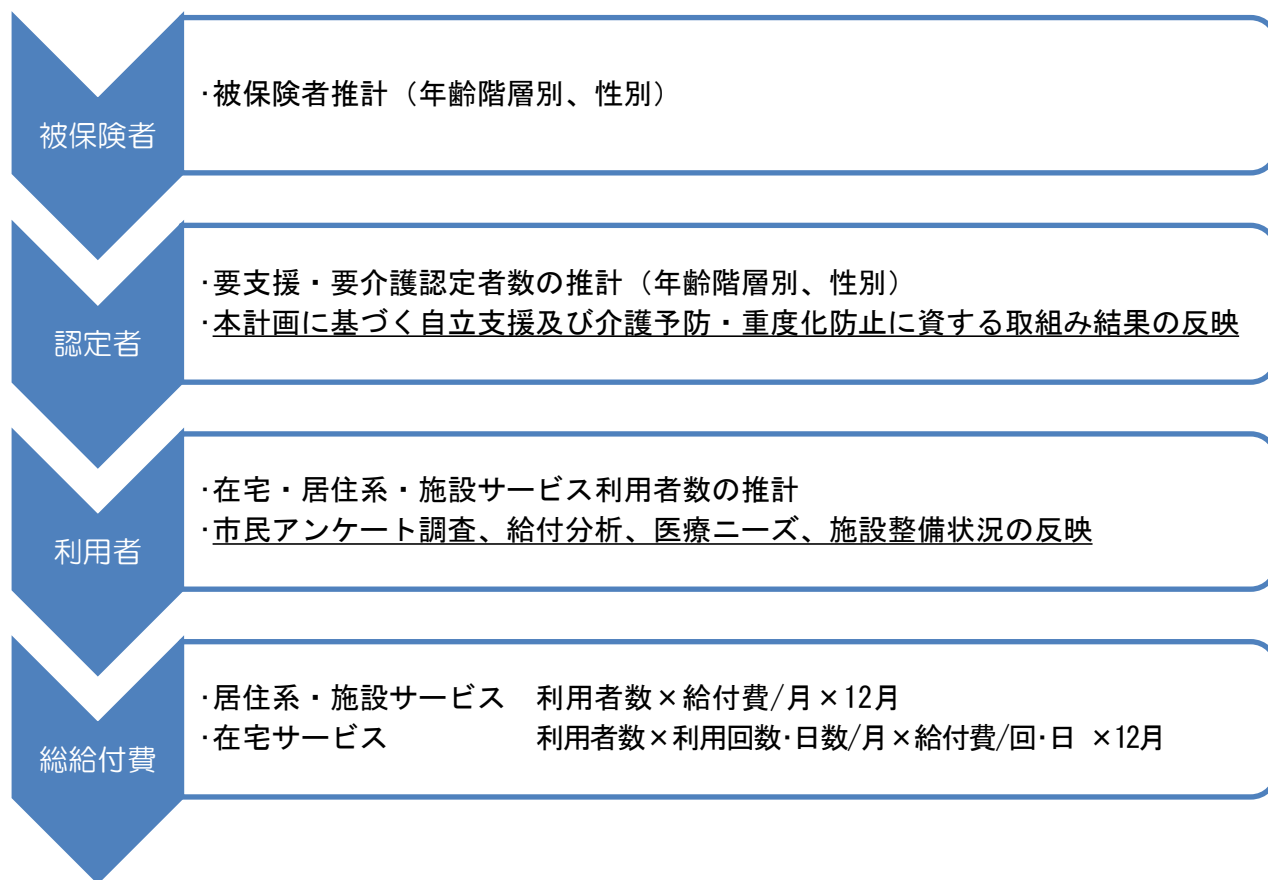 被保険者
・被保険者推計（年齢階層別、性別）
認定者
・要支援・要介護認定者数の推計（年齢階層別、性別）
・本計画に基づく自立支援及び介護予防・重度化防止に資する取組み結果の反映
利用者
・在宅・居住系・施設サービス利用者数の推計
・市民アンケート調査、給付分析、医療ニーズ、施設整備状況の反映
総給付費
・居住系・施設サービス　利用者数×給付費/月×12月
・在宅サービス　利用者数×利用回数・日数/月×給付費/回・日 ×12月